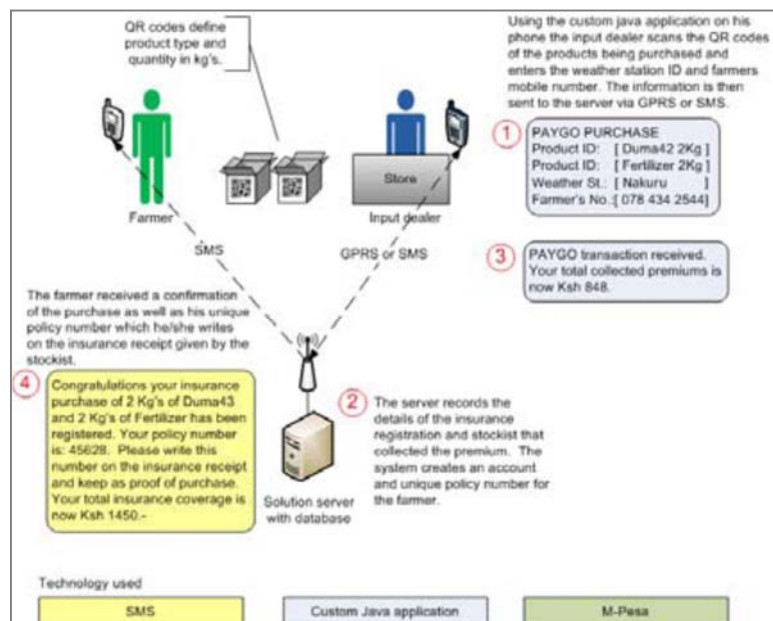 QR codes define
product type and
quantity in kg's.
Using the custom java application on his
phone the input dealer scans the QR codes
of the products being purchased and
enters the weather station ID and farmers
mobile number. The information is then
sent to the server via GPRS or SMS.
1
PAYGO PURCHASE
Product ID: [ Duma42 2Kg ]
Product ID: [ Fertilizer 2Kg ]
Weather St.: [ Nakuru ]
Farmer's No.:[ 078 434 2544]
Store
Farmer
Input dealer
SMS
GPRS or SMS
3
PAYGO transaction received.
Your total collected premiums is
now Ksh 848.
The farmer received a confirmation
of the purchase as well as his unique
policy number which he/she writes
on the insurance receipt given by the
stockist.
4
Congratulations your insurance
purchase of 2 Kg's of Duma43
and 2 Kg's of Fertilizer has been
registered. Your policy number
is: 45628. Please write this
number on the insurance receipt
and keep as proof of purchase.
Your total insurance coverage is
now Ksh 1450.-
2
The server records the
details of the insurance
registration and stockist that
collected the premium. The
system creates an account
and unique policy number for
the farmer.
Solution server
with database
Technology used
SMS
Custom Java application
M-Pesa